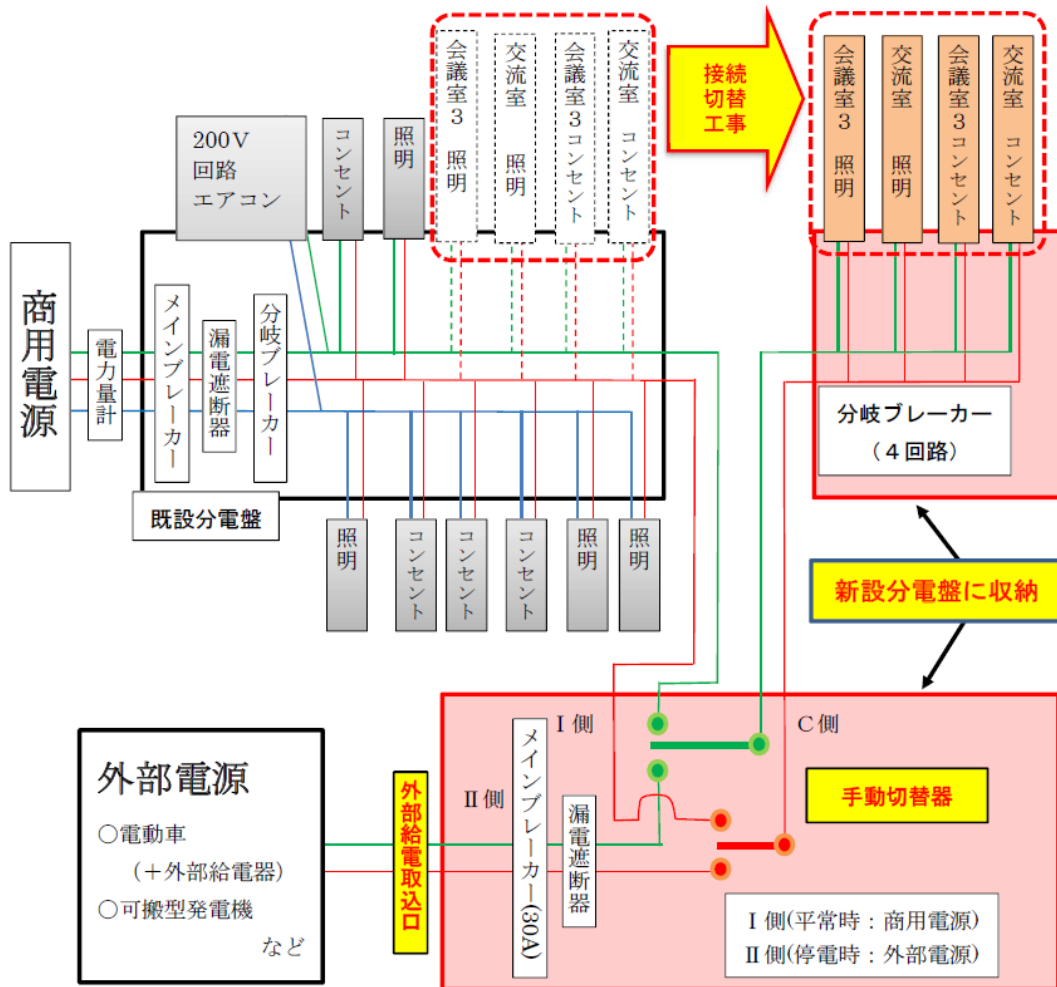 会議室3 照明
交流室 照明
会議室3コンセント
交流室 コンセント
接続
切替
工事
会議室3 照明
交流室 照明
会議室3コンセント
交流室 コンセント
200V
回路
エアコン
コンセント
照明
商用電源
電力量計
メインブレーカー
漏電遮断器
分岐ブレーカー
既設分電盤
分岐ブレーカー
(4回路)
照明
コンセント
コンセント
コンセント
照明
照明
新設分電盤に収納
外部電源
○電動車
(+外部給電器)
○可搬型発電機
など
外部給電取込口
Ⅰ側
Ⅱ側
メインブレーカー(30A)
漏電遮断器
C側
手動切替器
Ⅰ側(平常時:商用電源)
Ⅱ側(停電時:外部電源)